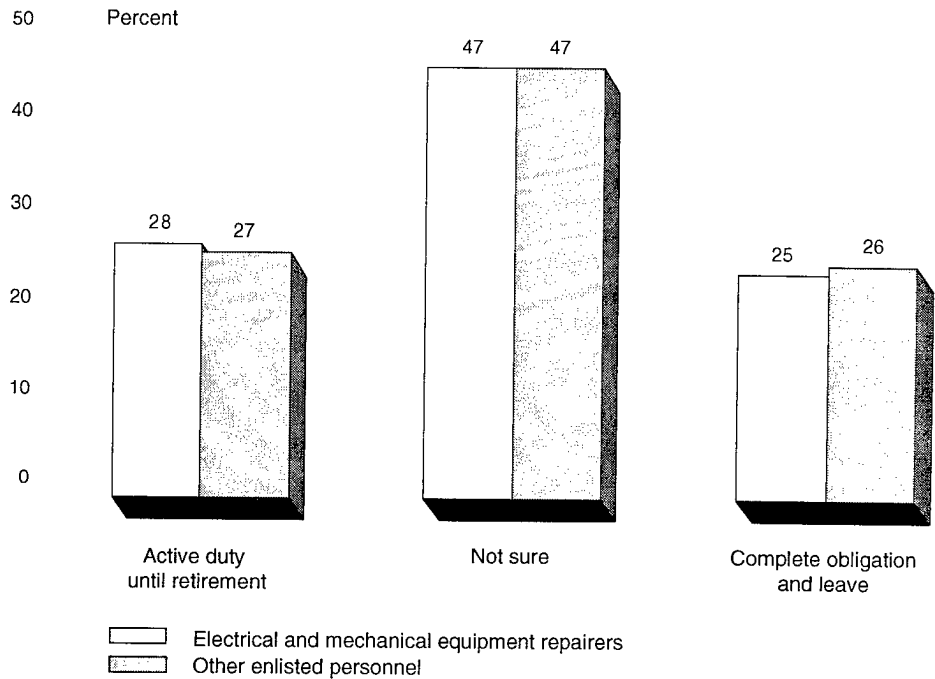 50 Percent
47 47
40
30
28 27
25 26
20
10
0
Active duty
until retirement
Not sure
Complete obligation
and leave
Electrical and mechanical equipment repairers
Other enlisted personnel